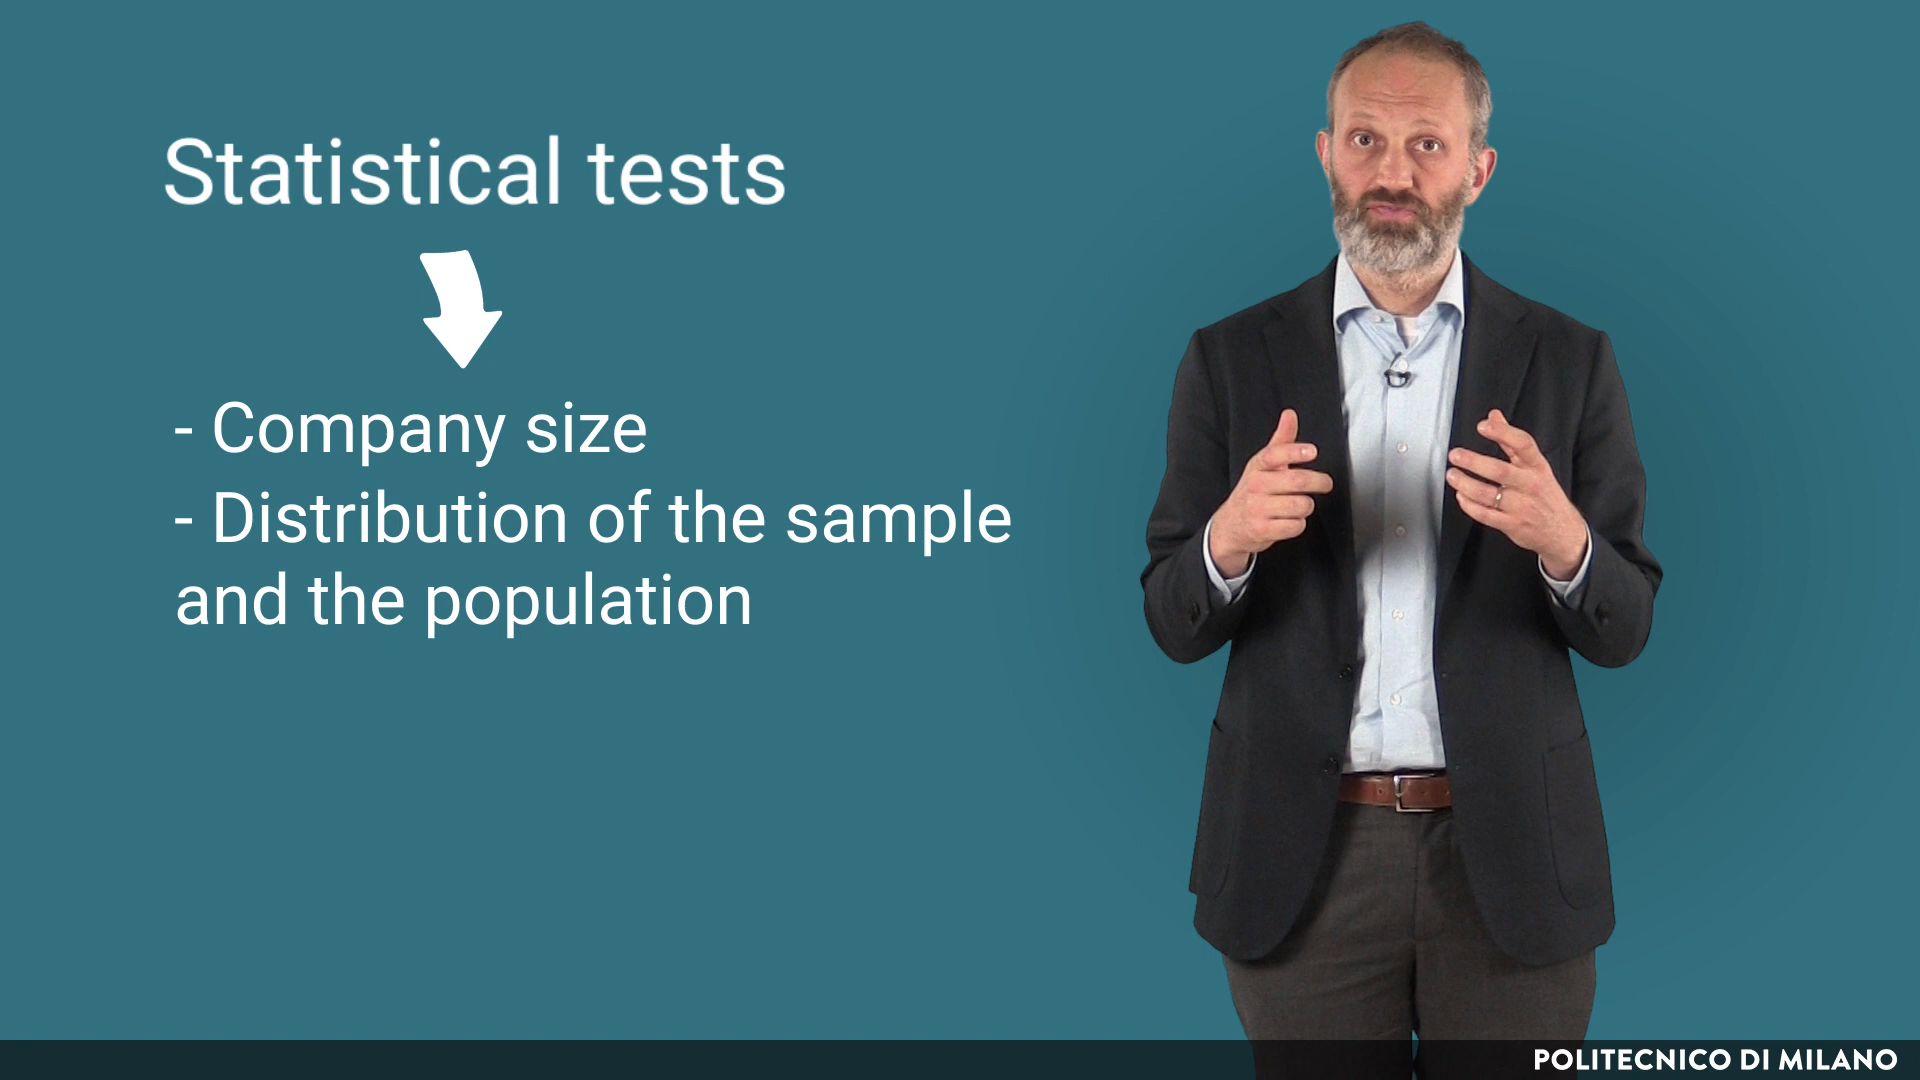 Statistical tests
- Company size
- Distribution of the sample
and the population
POLITECNICO DI MILANO